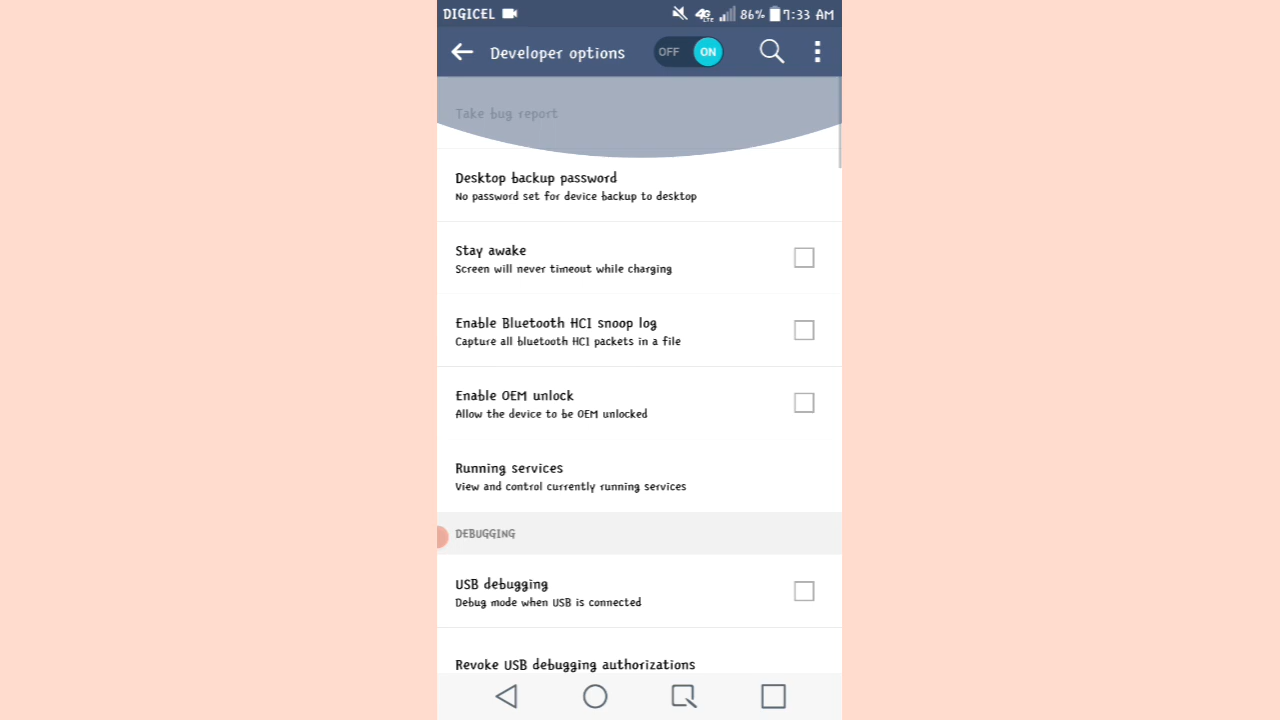 DIGICEL 4G LTE 86% 7:33 AM
Developer options OFF ON
Take bug report
Desktop backup password
No password set for device backup to desktop
Stay awake
Screen will never timeout while charging
Enable Bluetooth HCI snoop log
Capture all bluetooth HCI packets in a file
Enable OEM unlock
Allow the device to be OEM unlocked
Running services
View and control currently running services
DEBUGGING
USB debugging
Debug mode when USB is connected
Revoke USB debugging authorizations